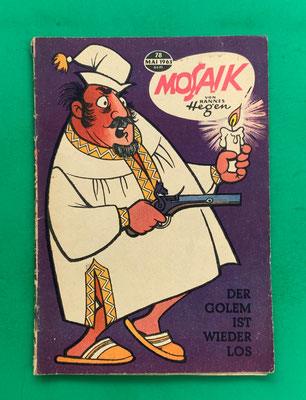 78
MAI 1963
MOSAIK
VON
HANNES
Hegen
DER
GOLEM
IST
WIEDER
LOS